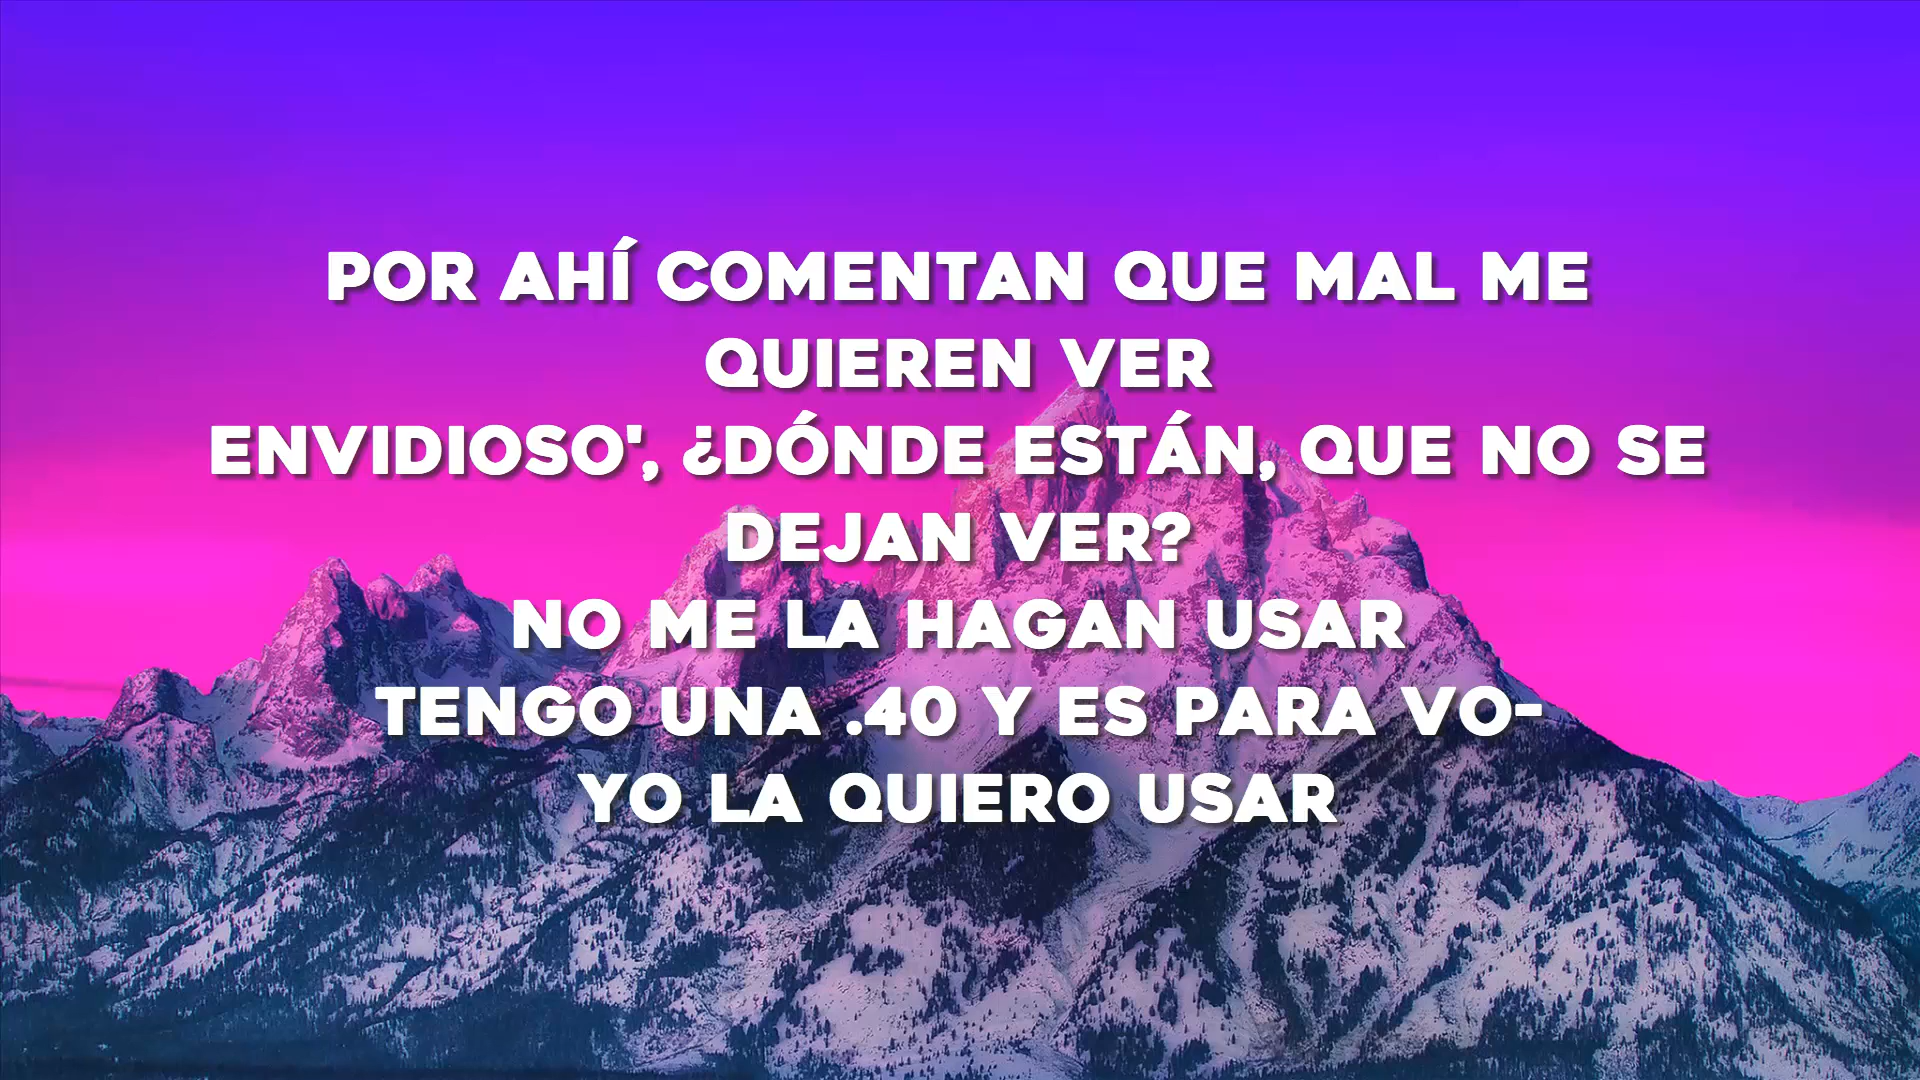 POR AHÍ COMENTAN QUE MAL ME
QUIEREN VER
ENVIDIOSO', ¿DÓNDE ESTÁN, QUE NO SE
DEJAN VER?
NO ME LA HAGAN USAR
TENGO UNA .40 Y ES PARA VO-
YO LA QUIERO USAR